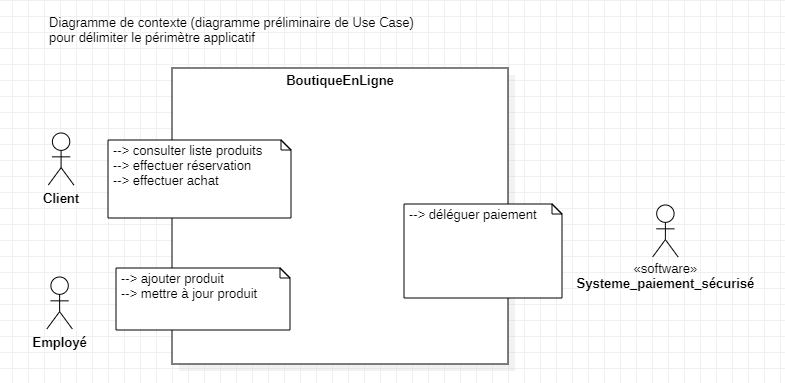 Diagramme de contexte (diagramme préliminaire de Use Case)
pour délimiter le périmètre applicatif
BoutiqueEnLigne
--> consulter liste produits
--> effectuer réservation
--> effectuer achat
Client
--> déléguer paiement
«software»
Systeme_paiement_sécurisé
--> ajouter produit
--> mettre à jour produit
Employé